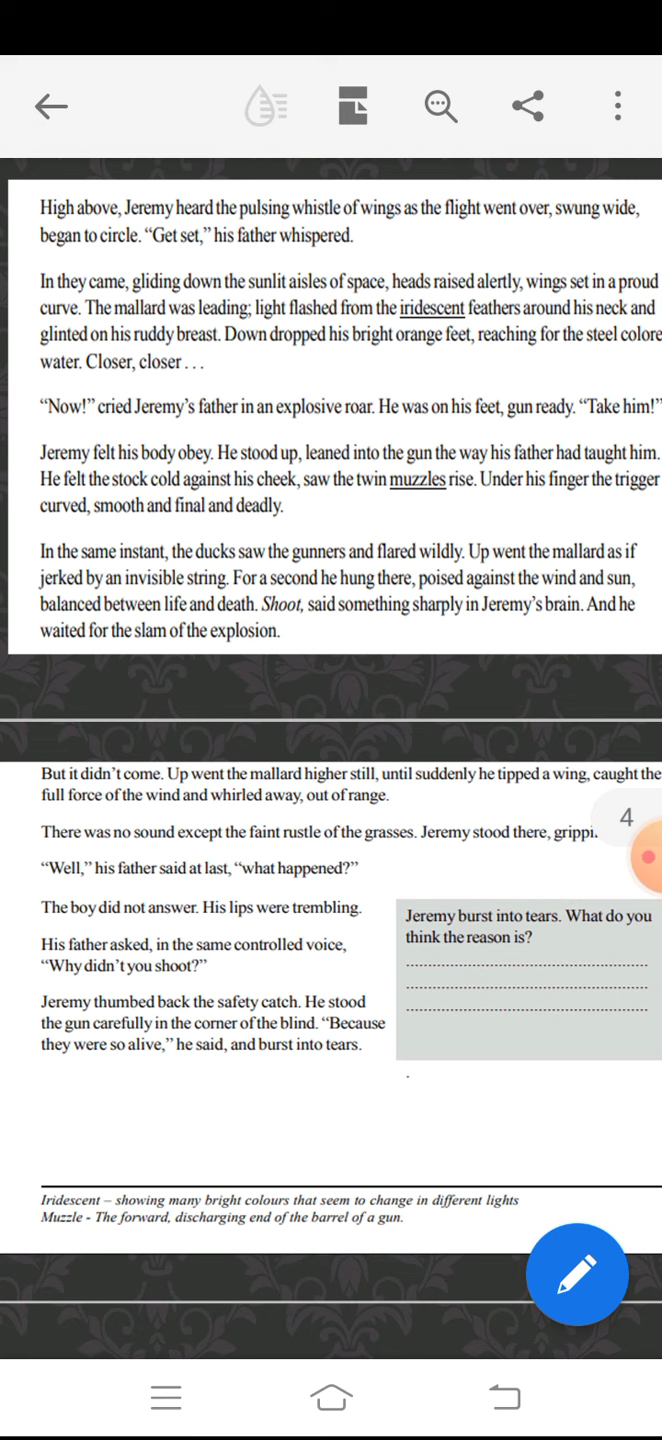 High above, Jeremy heard the pulsing whistle of wings as the flight went over, swung wide,
began to circle. “Get set,” his father whispered.
In they came, gliding down the sunlit aisles of space, heads raised alertly, wings set in a proud
curve. The mallard was leading; light flashed from the iridescent feathers around his neck and
glinted on his ruddy breast. Down dropped his bright orange feet, reaching for the steel colore
water. Closer, closer . . .
“Now!” cried Jeremy’s father in an explosive roar. He was on his feet, gun ready. “Take him!”
Jeremy felt his body obey. He stood up, leaned into the gun the way his father had taught him.
He felt the stock cold against his cheek, saw the twin muzzles rise. Under his finger the trigger
curved, smooth and final and deadly.
In the same instant, the ducks saw the gunners and flared wildly. Up went the mallard as if
jerked by an invisible string. For a second he hung there, poised against the wind and sun,
balanced between life and death. Shoot, said something sharply in Jeremy’s brain. And he
waited for the slam of the explosion.
But it didn’t come. Up went the mallard higher still, until suddenly he tipped a wing, caught the
full force of the wind and whirled away, out of range.
4
There was no sound except the faint rustle of the grasses. Jeremy stood there, grippi
“Well,” his father said at last, “what happened?”
The boy did not answer. His lips were trembling.
His father asked, in the same controlled voice,
“Why didn’t you shoot?”
Jeremy thumbed back the safety catch. He stood
the gun carefully in the corner of the blind. “Because
they were so alive,” he said, and burst into tears.
Jeremy burst into tears. What do you
think the reason is?
Iridescent – showing many bright colours that seem to change in different lights
Muzzle - The forward, discharging end of the barrel of a gun.